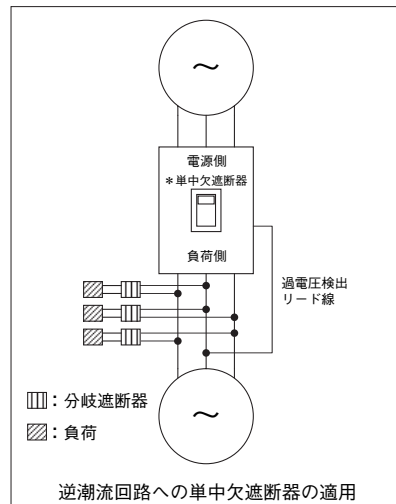 電源側
＊単中欠遮断器
負荷側
過電圧検出
リード線
：分岐遮断器
：負荷
逆潮流回路への単中欠遮断器の適用